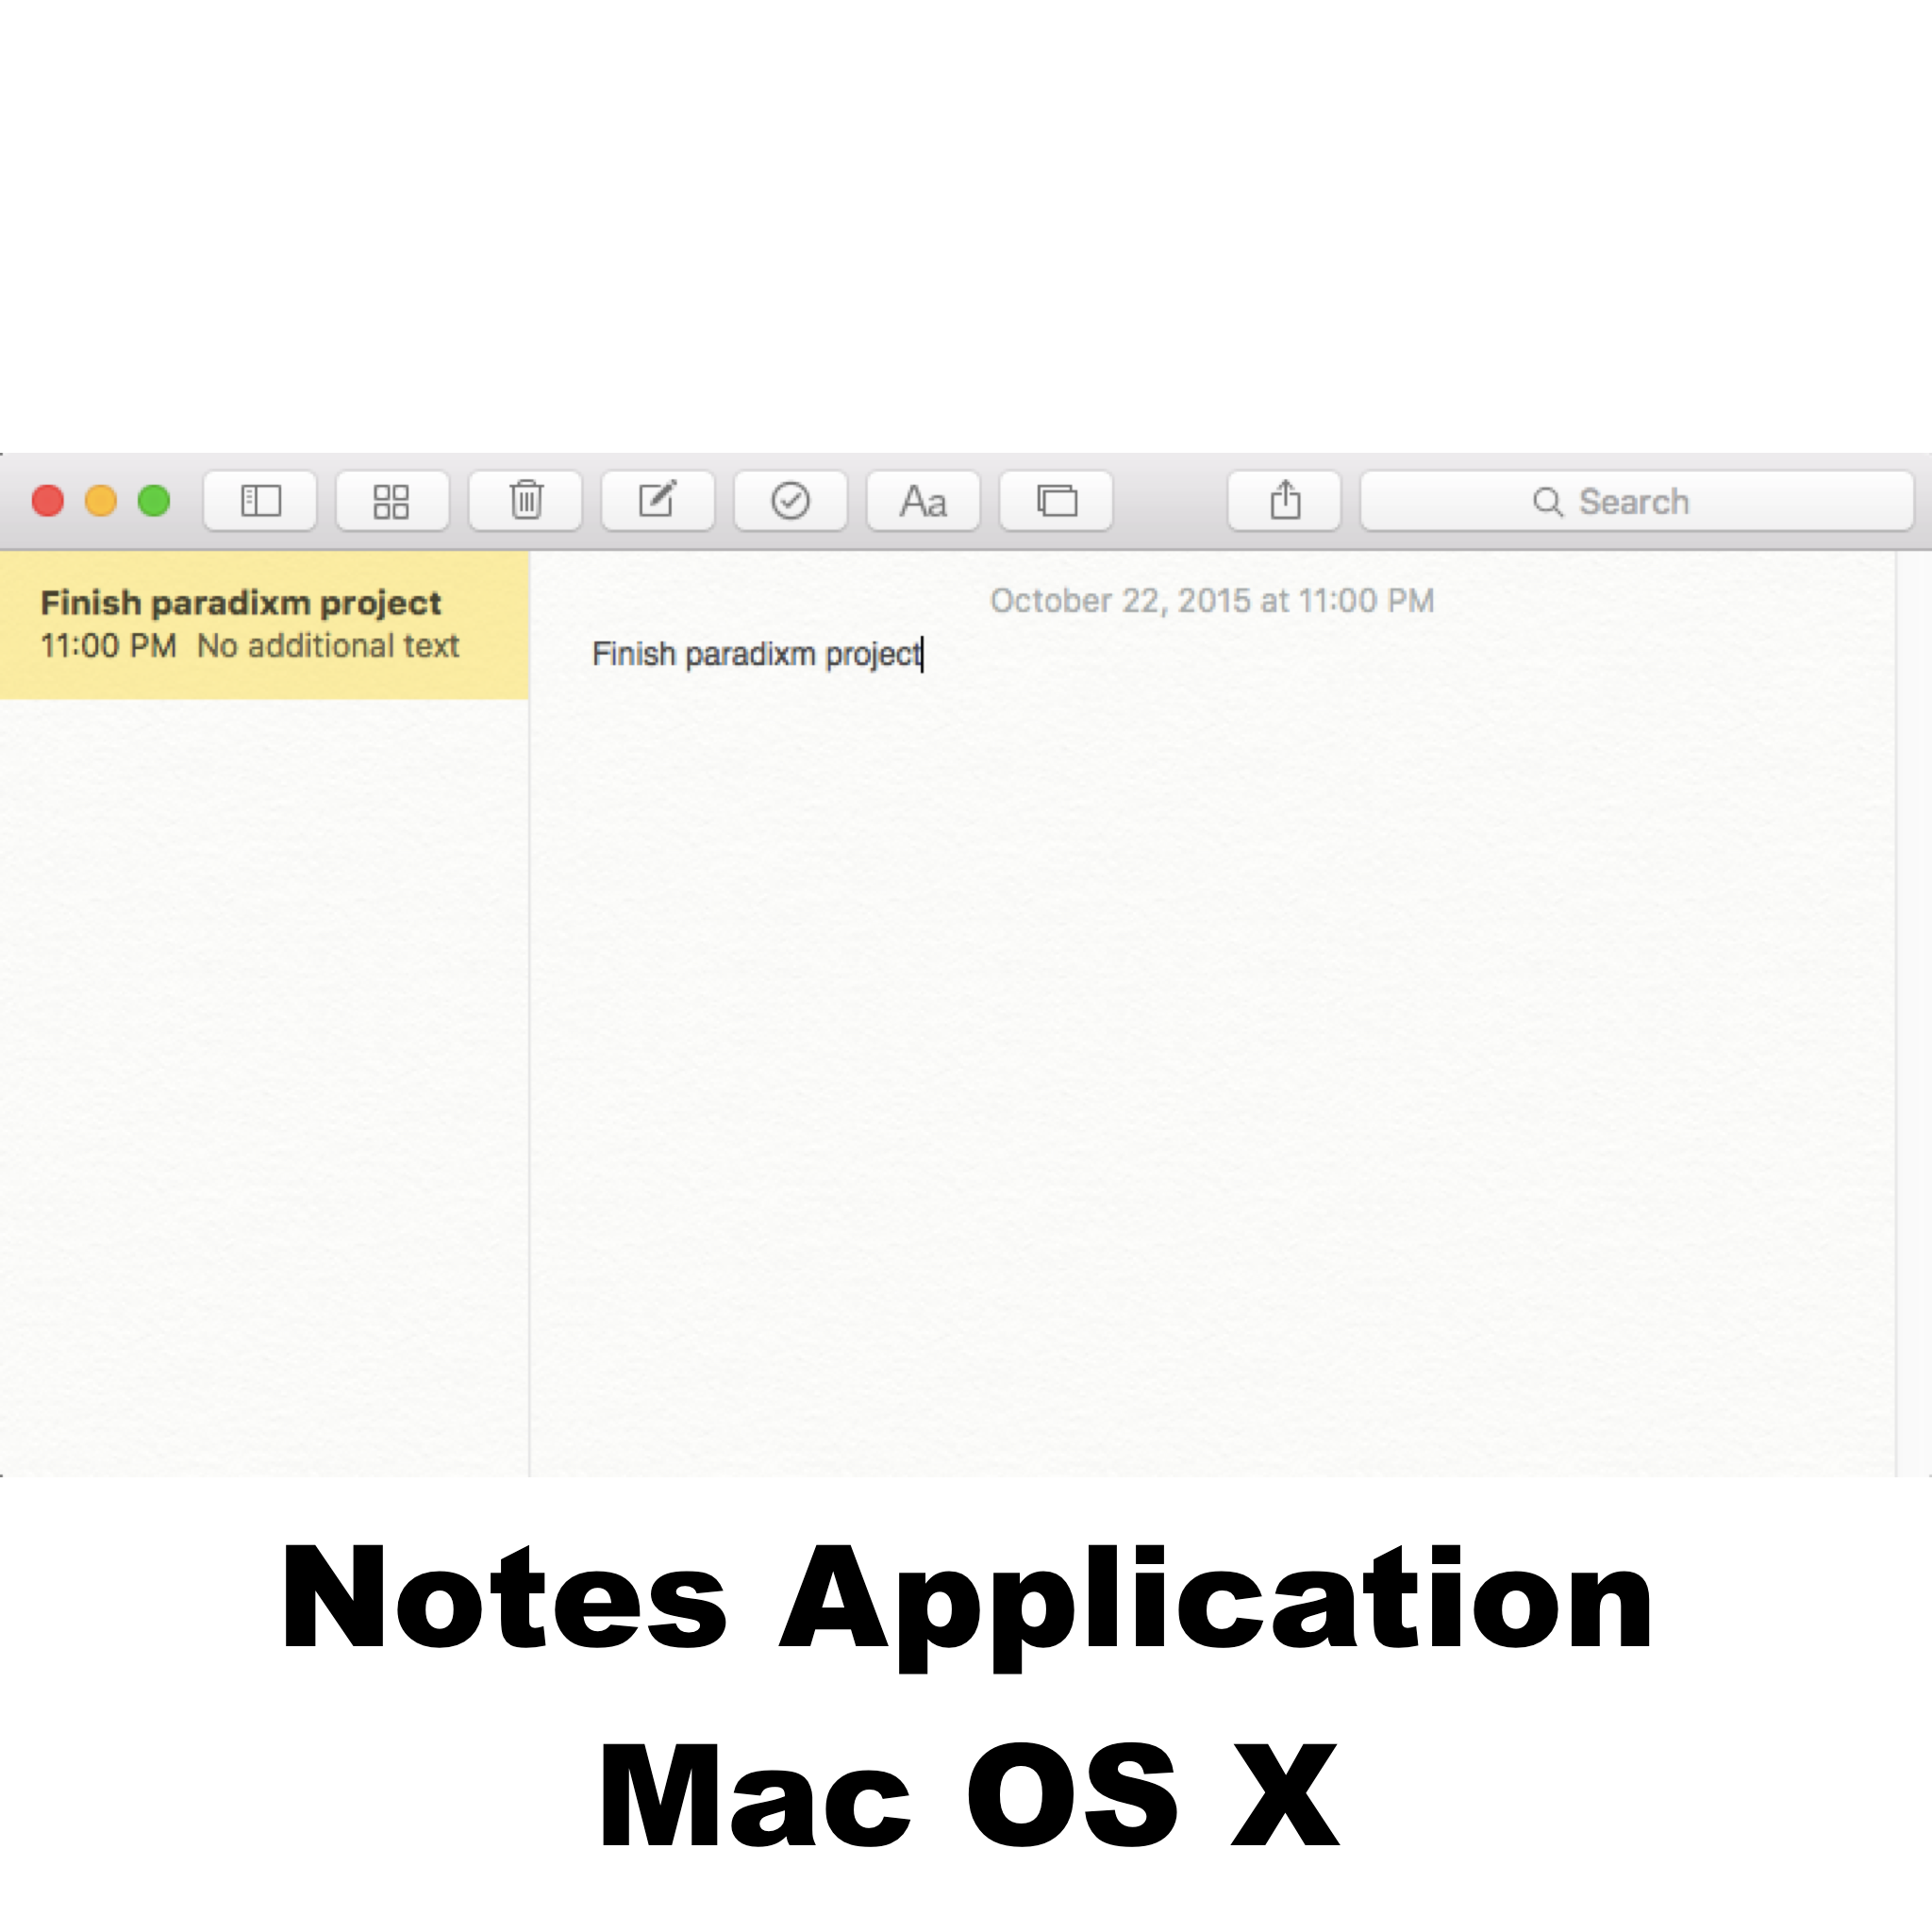 Aa
Search
Finish paradixm project
11:00 PM No additional text
October 22, 2015 at 11:00 PM
Finish paradixm project
Notes Application
Mac OS X